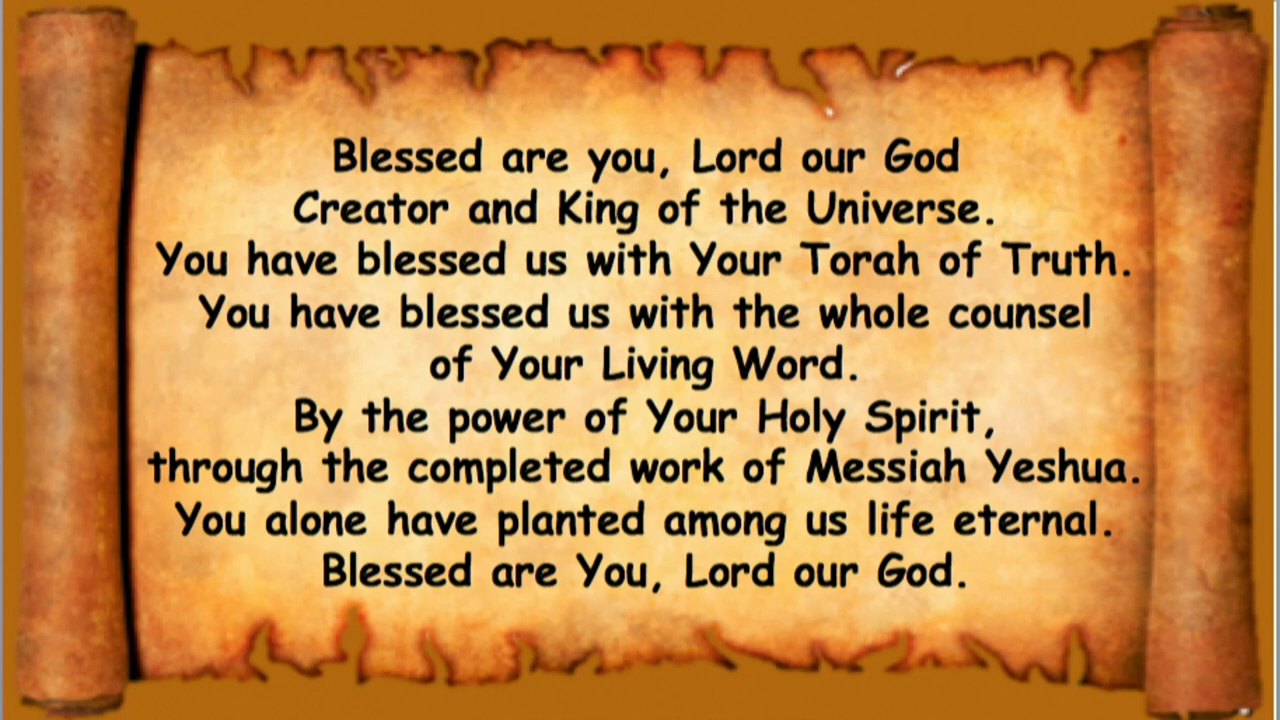 Blessed are you, Lord our God
Creator and King of the Universe.
You have blessed us with Your Torah of Truth.
You have blessed us with the whole counsel
of Your Living Word.
By the power of Your Holy Spirit,
through the completed work of Messiah Yeshua.
You alone have planted among us life eternal.
Blessed are You, Lord our God.